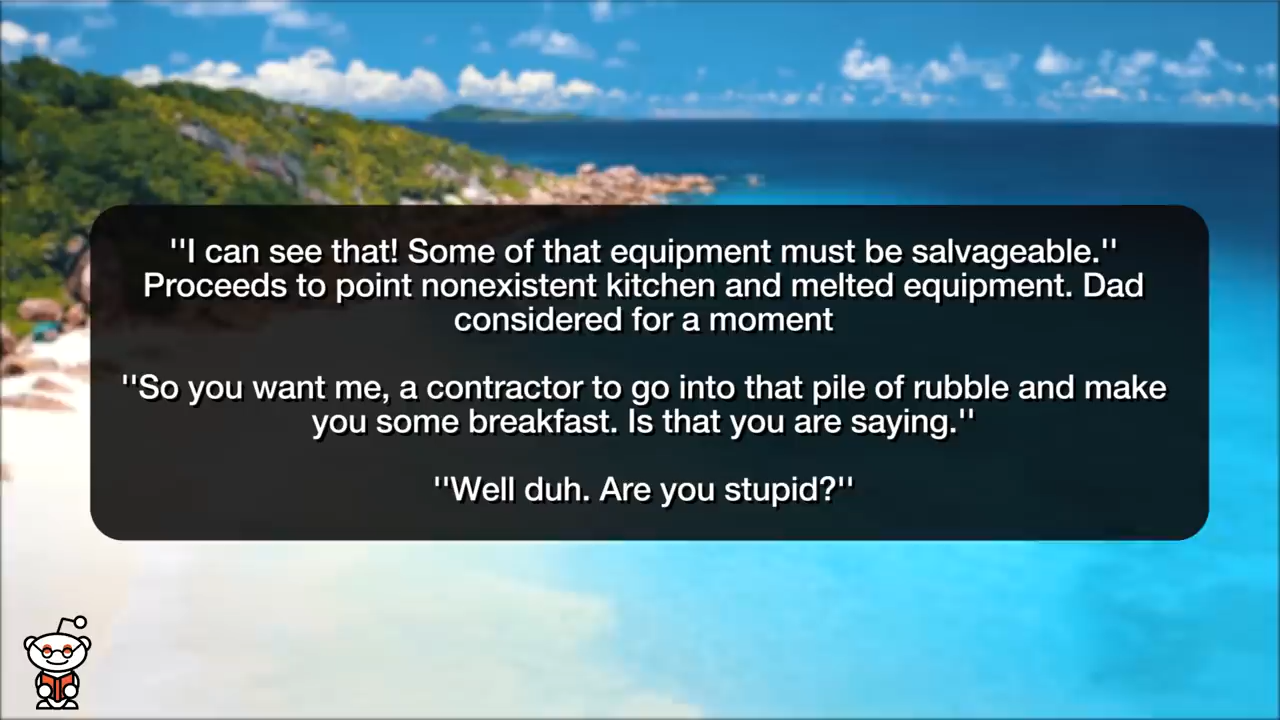 ''I can see that! Some of that equipment must be salvageable.''
Proceeds to point nonexistent kitchen and melted equipment. Dad
considered for a moment
''So you want me, a contractor to go into that pile of rubble and make
you some breakfast. Is that you are saying.''
''Well duh. Are you stupid?''